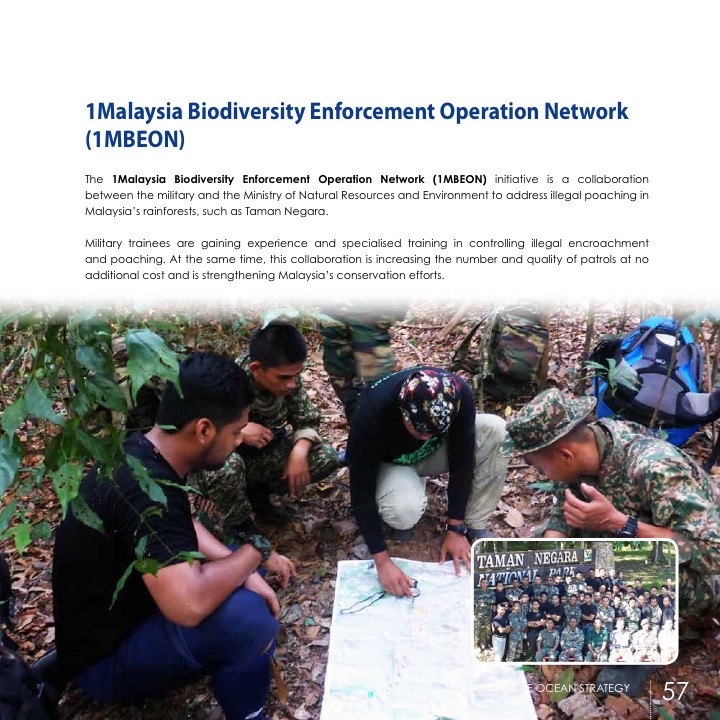 1Malaysia Biodiversity Enforcement Operation Network
(1MBEON)
The 1Malaysia Biodiversity Enforcement Operation Network (1MBEON) initiative is a collaboration
between the military and the Ministry of Natural Resources and Environment to address illegal poaching in
Malaysia's rainforests, such as Taman Negara.
Military trainees are gaining experience and specialised training in controlling illegal encroachment
and poaching. At the same time, this collaboration is increasing the number and quality of patrols at no
additional cost and is strengthening Malaysia's conservation efforts.
TAMAN NEGARA
NATIONAL PARK
OCEAN STRATEGY
57